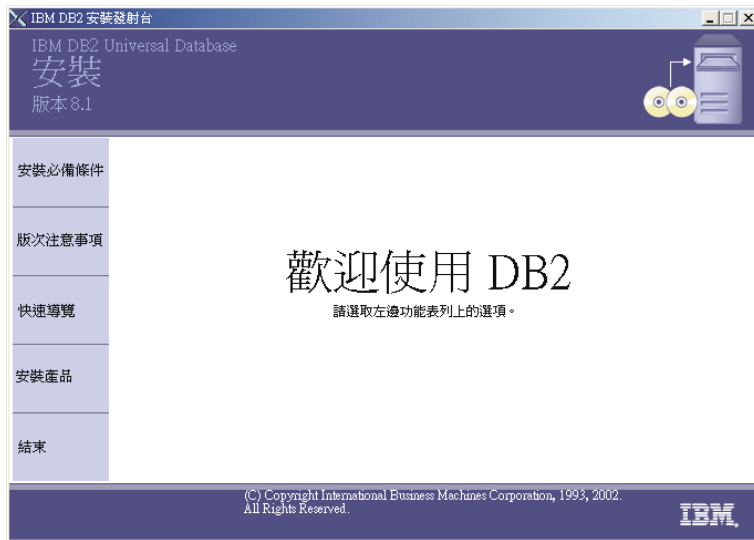 IBM DB2 安裝發射台
IBM DB2 Universal Database
安裝
版本 8.1
安裝必備條件
版次注意事項
快速導覽
安裝產品
結束
歡迎使用 DB2
請選取左邊功能表列上的選項。
(C) Copyright International Business Machines Corporation, 1993, 2002.
All Rights Reserved.
IBM.